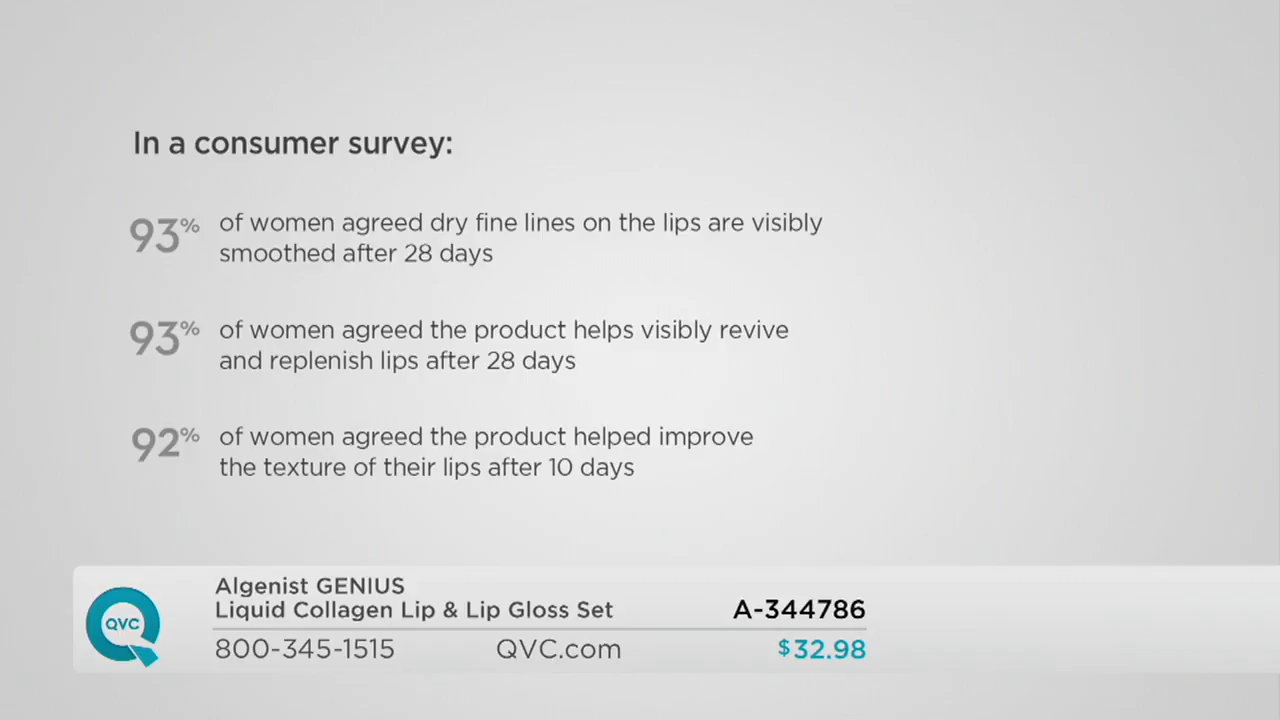 In a consumer survey:
93% of women agreed dry fine lines on the lips are visibly
smoothed after 28 days
93% of women agreed the product helps visibly revive
and replenish lips after 28 days
92% of women agreed the product helped improve
the texture of their lips after 10 days
QVC
Algenist GENIUS
Liquid Collagen Lip & Lip Gloss Set A-344786
800-345-1515 QVC.com $32.98